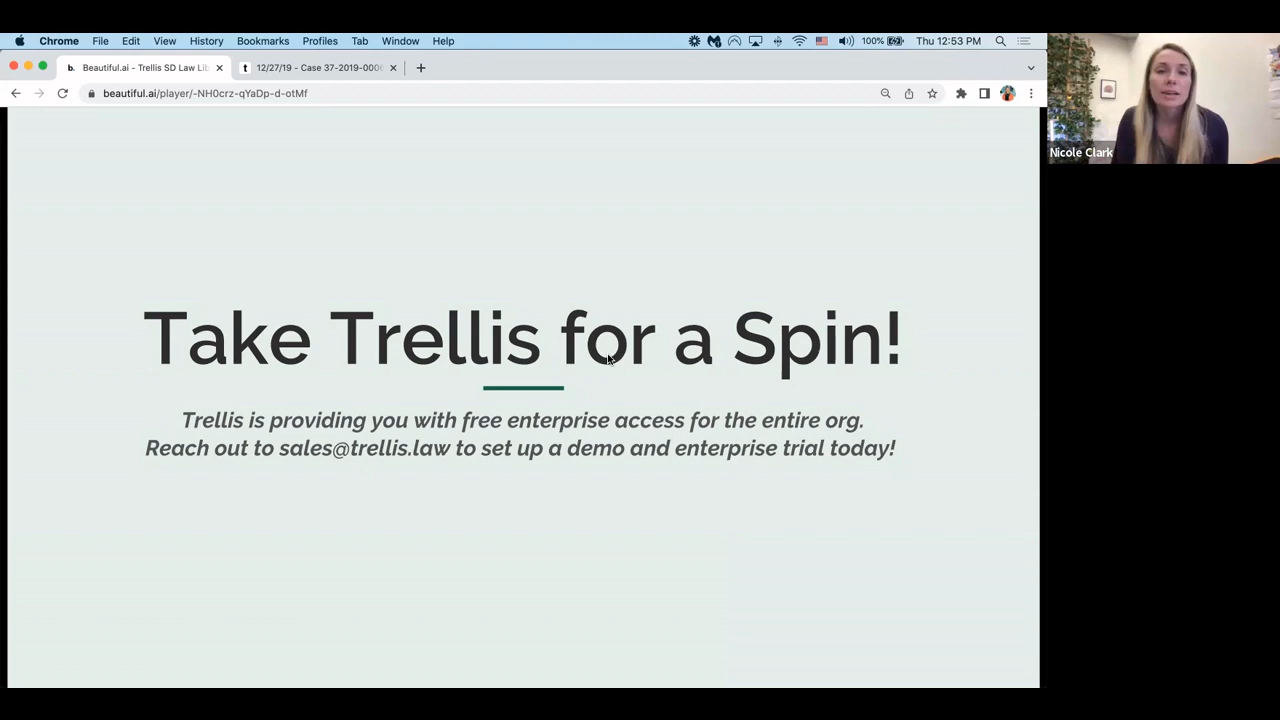 Chrome File Edit View History Bookmarks Profiles Tab Window Help 100% Thu 12:53 PM
b. Beautiful.ai - Trellis SD Law Lib
t 12/27/19 - Case 37-2019-000
beautiful.ai/player/-NH0crz-qYaDp-d-otMf
Nicole Clark
Take Trellis for a Spin!
Trellis is providing you with free enterprise access for the entire org.
Reach out to sales@trellis.law to set up a demo and enterprise trial today!